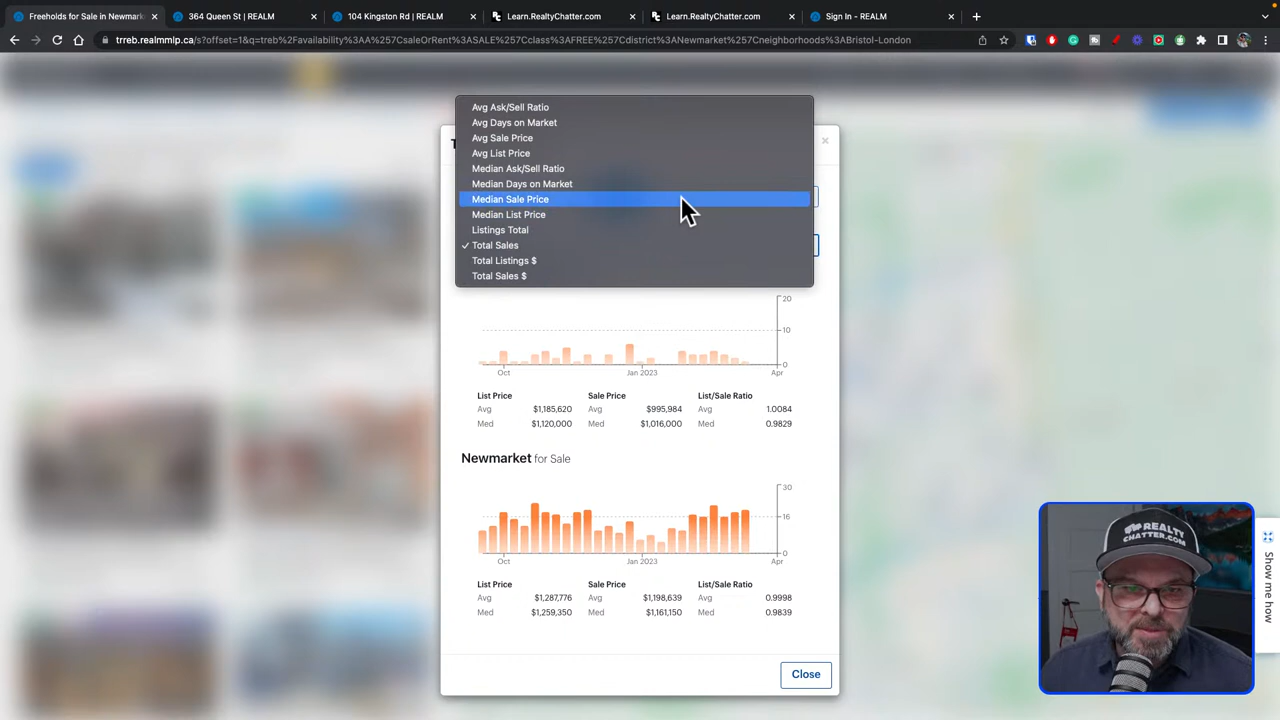 Freeholds for Sale in Newmark
364 Queen St | REALM
104 Kingston Rd | REALM
Learn.RealtyChatter.com
Learn.RealtyChatter.com
Sign In - REALM
trreb.realmmlp.ca/s?offset=1&q=treb%2Favailability%3AA%2CsaleOrRent%3ASALE%257Cclass%3AFREE%257Cdistrict%3ANewmarket%257Cneighborhoods%3ABristol-London
Avg Ask/Sell Ratio
Avg Days on Market
Avg Sale Price
Avg List Price
Median Ask/Sell Ratio
Median Days on Market
Median Sale Price
Median List Price
Listings Total
✓ Total Sales
Total Listings $
Total Sales $
20
10
0
Oct
Jan 2023
Apr
List Price
Sale Price
List/Sale Ratio
Avg $1,185,620 Avg $995,984 Avg 1.0084
Med $1,120,000 Med $1,016,000 Med 0.9829
Newmarket for Sale
30
16
0
Oct
Jan 2023
Apr
List Price
Sale Price
List/Sale Ratio
Avg $1,287,776 Avg $1,198,639 Avg 0.9998
Med $1,259,350 Med $1,161,150 Med 0.9839
Close
Show me how
REALTY
CHATTER.COM